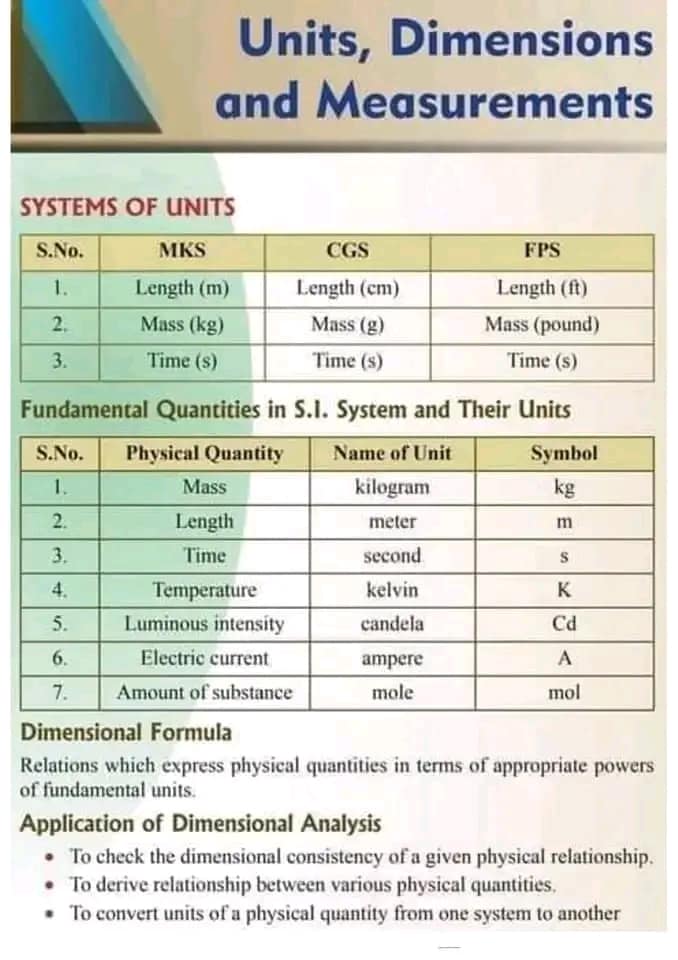 Units, Dimensions
and Measurements
SYSTEMS OF UNITS
S.No. MKS CGS FPS
1. Length (m) Length (cm) Length (ft)
2. Mass (kg) Mass (g) Mass (pound)
3. Time (s) Time (s) Time (s)
Fundamental Quantities in S.I. System and Their Units
S.No. Physical Quantity Name of Unit Symbol
1. Mass kilogram kg
2. Length meter m
3. Time second s
4. Temperature kelvin K
5. Luminous intensity candela Cd
6. Electric current ampere A
7. Amount of substance mole mol
Dimensional Formula
Relations which express physical quantities in terms of appropriate powers
of fundamental units.
Application of Dimensional Analysis
• To check the dimensional consistency of a given physical relationship.
• To derive relationship between various physical quantities.
• To convert units of a physical quantity from one system to another